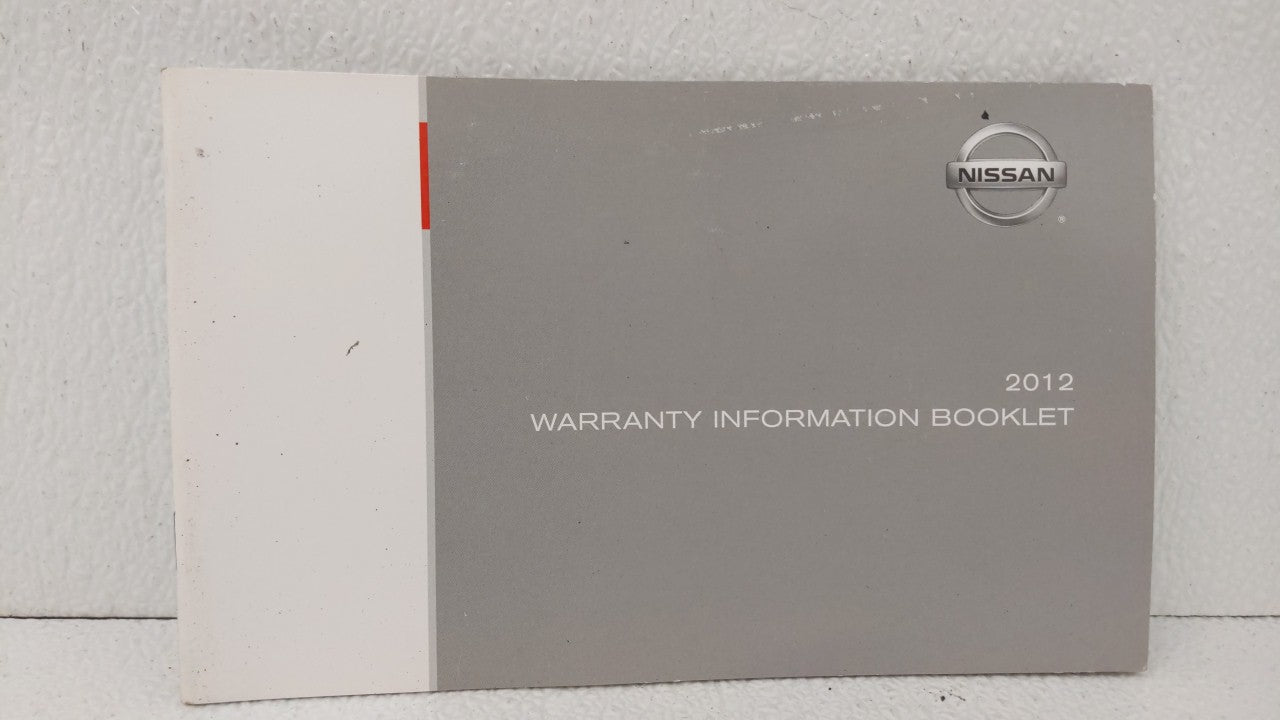 NISSAN
®
2012
WARRANTY INFORMATION BOOKLET